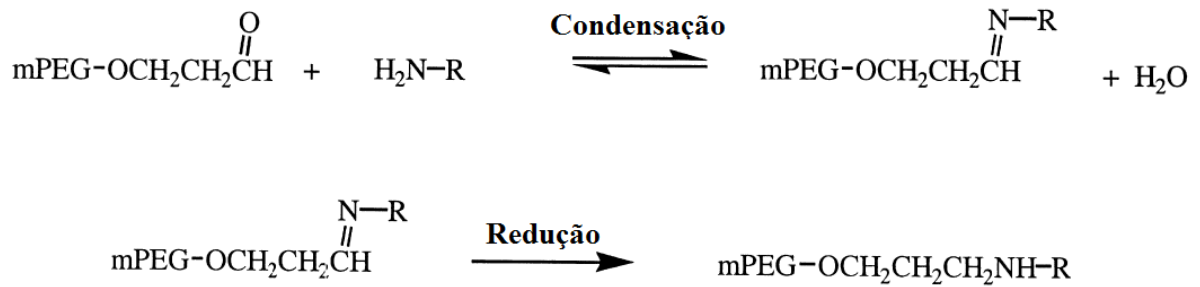 O
mPEG-OCH₂CH₂CH + H₂N-R Condensação N-R
mPEG-OCH₂CH₂CH + H₂O
N-R
mPEG-OCH₂CH₂CH Redução mPEG-OCH₂CH₂CH₂NH-R